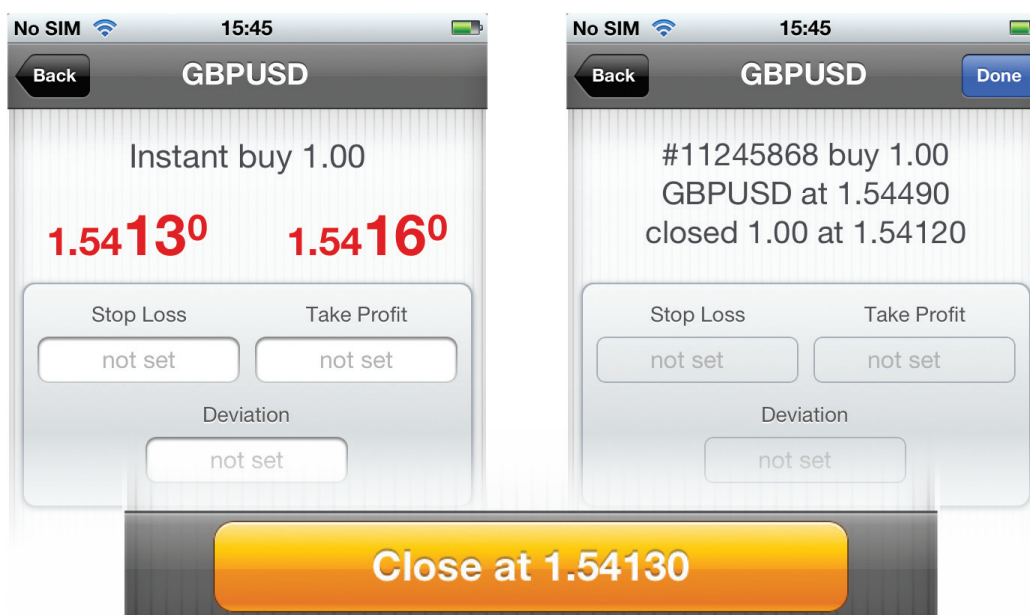 No SIM 15:45
Back GBPUSD
Instant buy 1.00
1.54130 1.54160
Stop Loss Take Profit
not set not set
Deviation
not set
No SIM 15:45
Back GBPUSD Done
#11245868 buy 1.00
GBPUSD at 1.54490
closed 1.00 at 1.54120
Stop Loss Take Profit
not set not set
Deviation
not set
Close at 1.54130